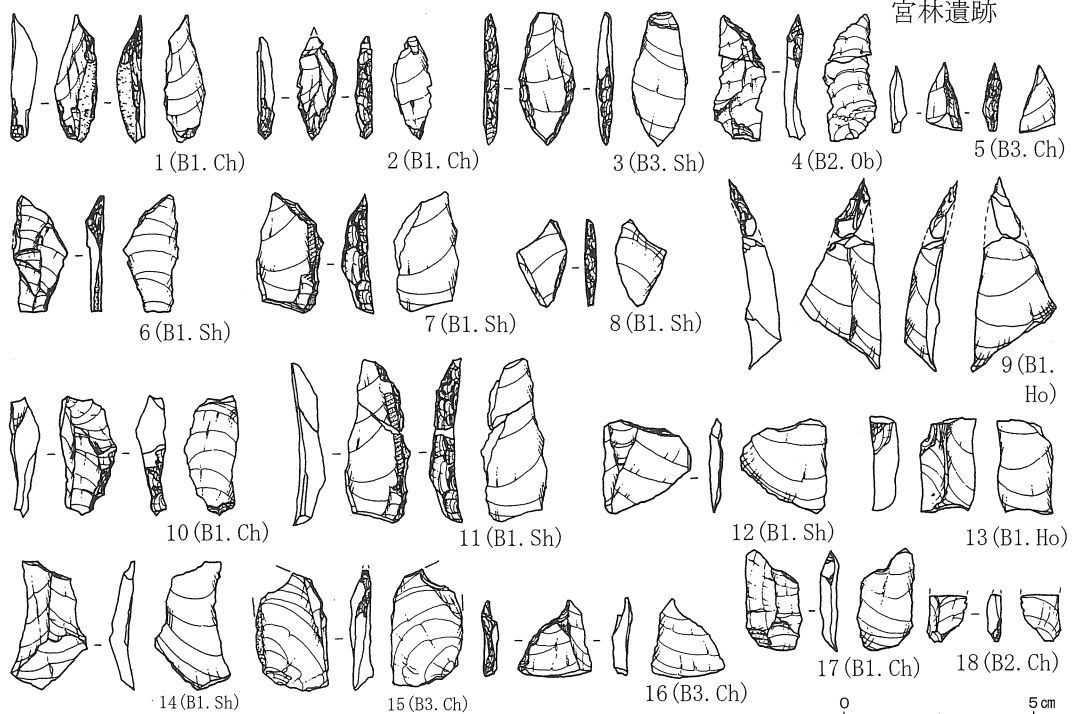 宮林遺跡
1(B1.Ch)
2(B1.Ch)
3(B3.Sh)
4(B2.Ob)
5(B3.Ch)
6(B1.Sh)
7(B1.Sh)
8(B1.Sh)
9(B1.
Ho)
10(B1.Ch)
11(B1.Sh)
12(B1.Sh)
13(B1.Ho)
14(B1.Sh)
15(B3.Ch)
16(B3.Ch)
17(B1.Ch)
18(B2.Ch)
0 5cm